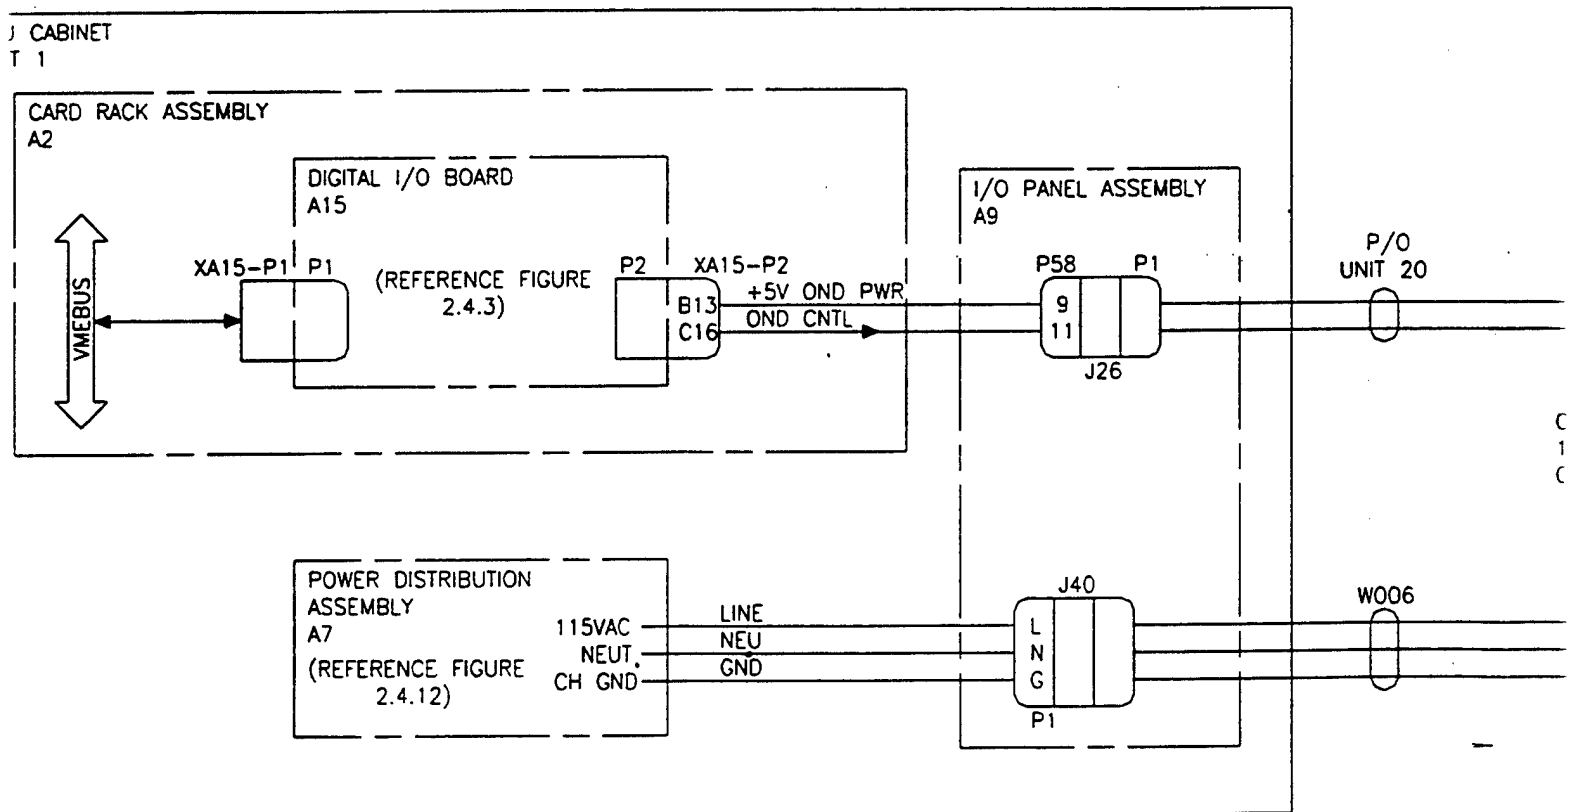 CABINET
T 1
CARD RACK ASSEMBLY
A2
DIGITAL I/O BOARD
A15
(REFERENCE FIGURE
2.4.3)
VMEBUS
XA15-P1
P1
P2
XA15-P2
B13
C16
+5V OND PWR
OND CNTL
I/O PANEL ASSEMBLY
A9
P58
P1
9
11
J26
P/O
UNIT 20
POWER DISTRIBUTION
ASSEMBLY
A7
(REFERENCE FIGURE
2.4.12)
115VAC
NEUT.
CH GND
LINE
NEU
GND
J40
L
N
G
P1
W006
1